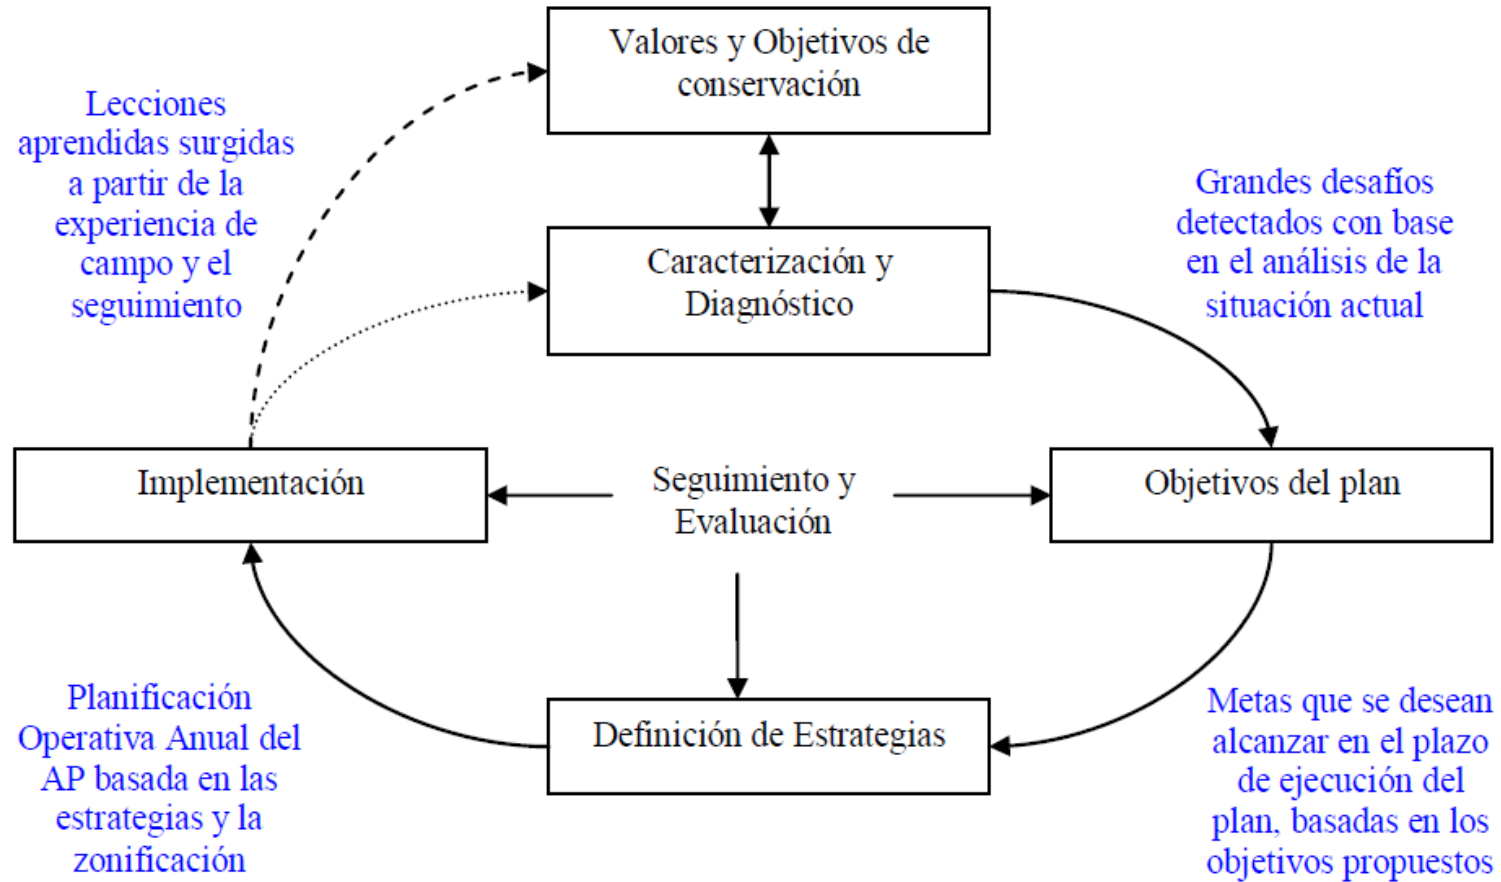 Valores y Objetivos de
conservación
Lecciones
aprendidas surgidas
a partir de la
experiencia de
campo y el
seguimiento
Grandes desafíos
detectados con base
en el análisis de la
situación actual
Caracterización y
Diagnóstico
Implementación
Seguimiento y
Evaluación
Objetivos del plan
Planificación
Operativa Anual del
AP basada en las
estrategias y la
zonificación
Definición de Estrategias
Metas que se desean
alcanzar en el plazo
de ejecución del
plan, basadas en los
objetivos propuestos